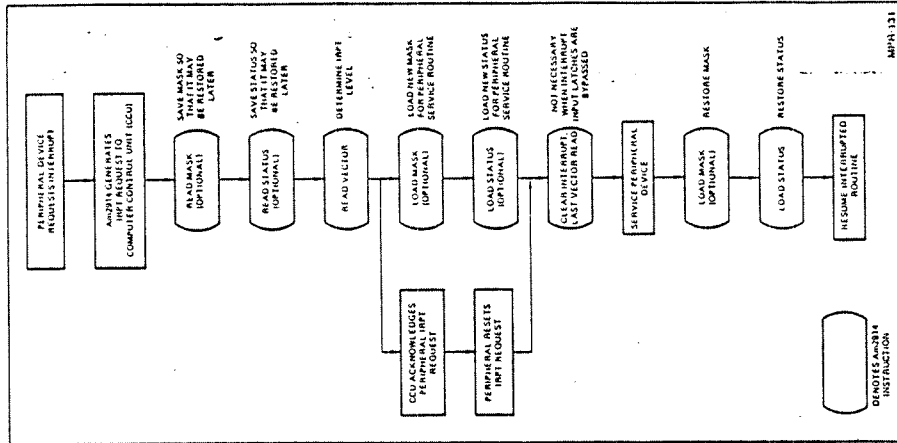 PERIPHERAL DEVICE
REQUESTS INTERRUPT
Am2914 GENERATES
IRPT REQUEST TO
COMPUTER CONTROL UNIT (CCU)
READ MASK
(OPTIONAL)
SAVE MASK SO
THAT IT MAY
BE RESTORED
LATER
READ STATUS
(OPTIONAL)
SAVE STATUS SO
THAT IT MAY
BE RESTORED
LATER
READ VECTOR
DETERMINE IRPT
LEVEL
CCU ACKNOWLEDGES
PERIPHERAL IRPT
REQUEST
LOAD MASK
(OPTIONAL)
LOAD NEW MASK
FOR PERIPHERAL
SERVICE ROUTINE
PERIPHERAL RESETS
IRPT REQUEST
LOAD STATUS
(OPTIONAL)
LOAD NEW STATUS
FOR PERIPHERAL
SERVICE ROUTINE
CLEAR INTERRUPT,
LAST VECTOR READ
NOT NECESSARY
WHEN INTERRUPT
INPUT LATCHES ARE
BYPASSED
SERVICE PERIPHERAL
DEVICE
LOAD MASK
(OPTIONAL)
RESTORE MASK
LOAD STATUS
RESTORE STATUS
RESUME INTERRUPTED
ROUTINE
DENOTES Am2914
INSTRUCTION
MPR-131